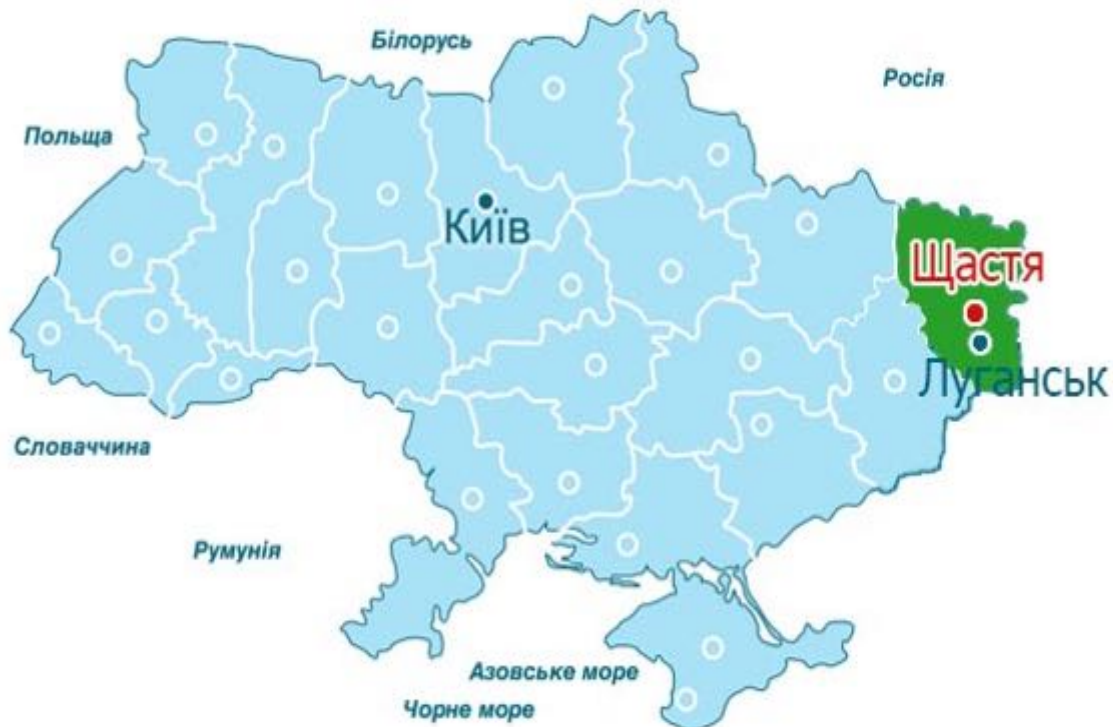 Білорусь
Росія
Польща
Київ
Щастя
Луганськ
Словаччина
Румунія
Азовське море
Чорне море